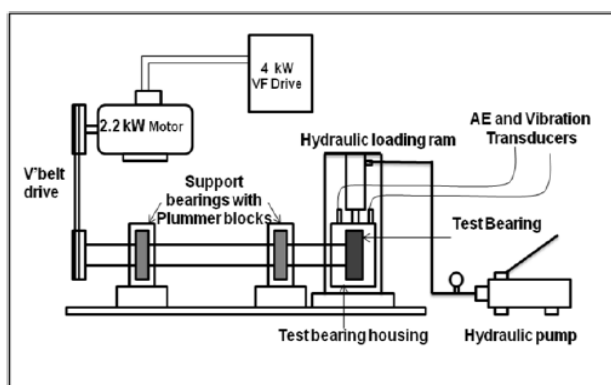 4 kW
VF Drive
2.2 kW Motor
AE and Vibration
Transducers
Hydraulic loading ram
V'belt
drive
Support
bearings with
Plummer blocks
Test Bearing
Test bearing housing
Hydraulic pump